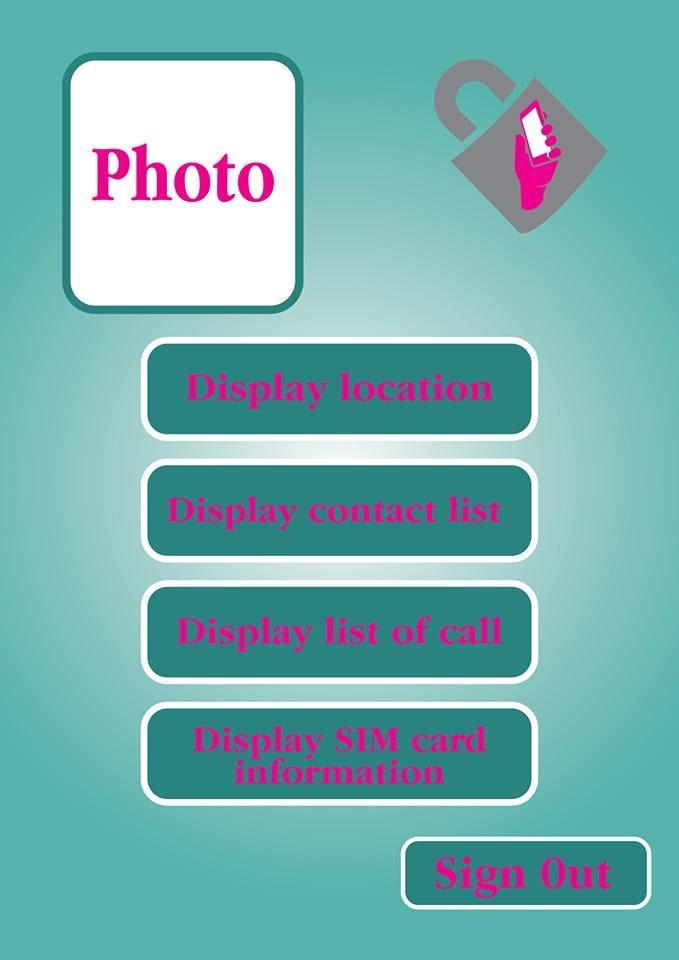 Photo
Display location
Display contact list
Display list of call
Display SIM card
information
Sign Out